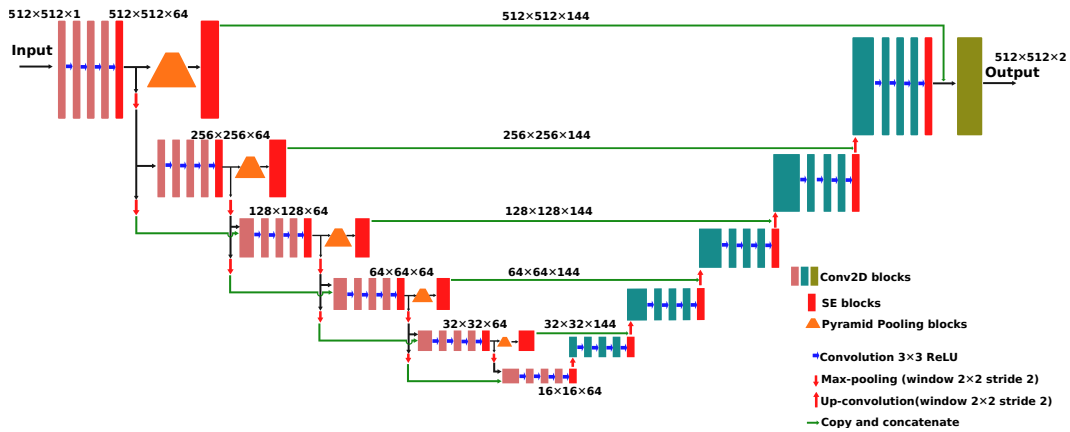 512×512×1
512×512×64
512×512×144
Input
512×512×2
Output
256×256×64
256×256×144
128×128×64
128×128×144
64×64×64
64×64×144
32×32×64
32×32×144
16×16×64
Conv2D blocks
SE blocks
Pyramid Pooling blocks
Convolution 3×3 ReLU
Max-pooling (window 2×2 stride 2)
Up-convolution(window 2×2 stride 2)
Copy and concatenate